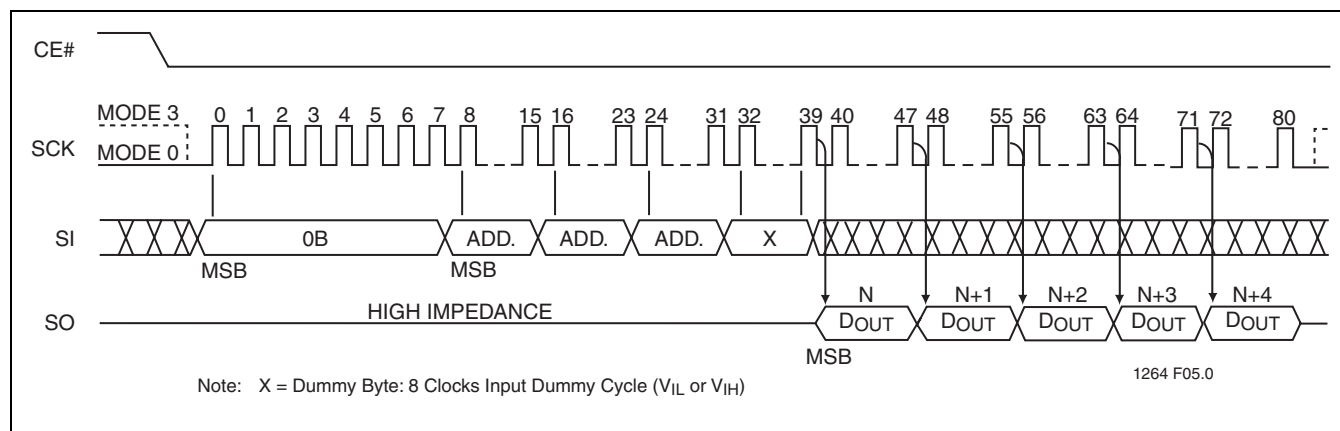 CE#
MODE 3 0 1 2 3 4 5 6 7 8 15 16 23 24 31 32 39 40 47 48 55 56 63 64 71 72 80
SCK MODE 0
SI 0B ADD. ADD. ADD. X
MSB MSB
N N+1 N+2 N+3 N+4
SO HIGH IMPEDANCE DOUT DOUT DOUT DOUT DOUT
MSB
1264 F05.0
Note: X = Dummy Byte: 8 Clocks Input Dummy Cycle (VIL or VIH)